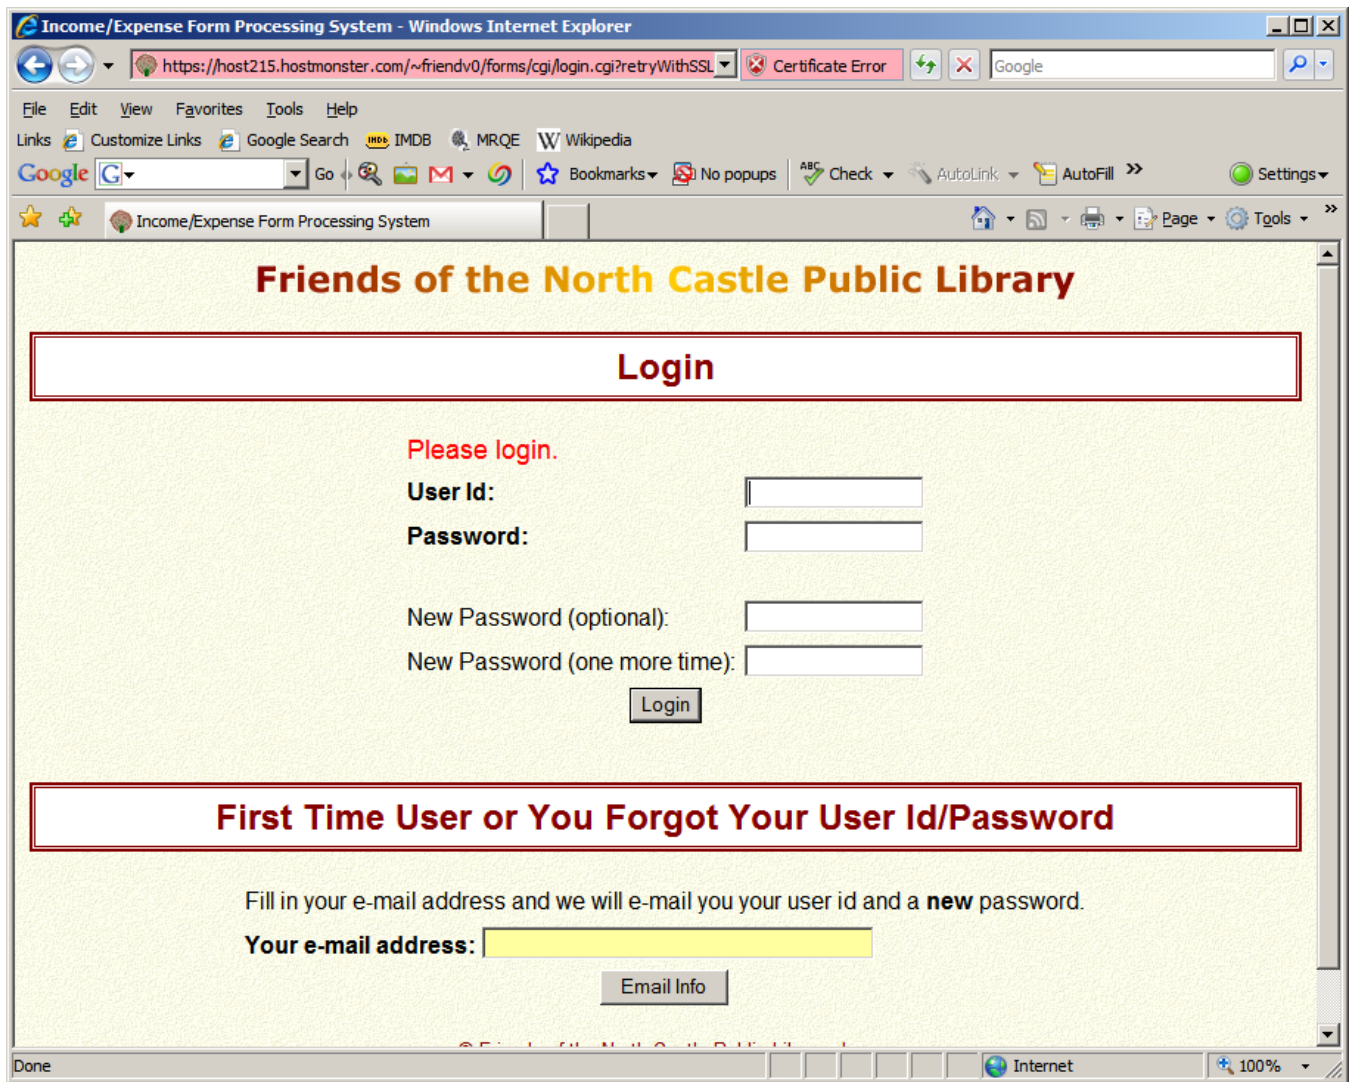 Income/Expense Form Processing System - Windows Internet Explorer
https://host215.hostmonster.com/~friendv0/forms/cgi/login.cgi?retryWithSSL Certificate Error Google
File Edit View Favorites Tools Help
Links Customize Links Google Search IMDB IMDB MRQE W Wikipedia
Google G Go Bookmarks No popups ABC Check AutoLink AutoFill » Settings
Income/Expense Form Processing System Page Tools »
Friends of the North Castle Public Library
Login
Please login.
User Id:
Password:
New Password (optional):
New Password (one more time):
Login
First Time User or You Forgot Your User Id/Password
Fill in your e-mail address and we will e-mail you your user id and a new password.
Your e-mail address:
Email Info
Done Internet 100%